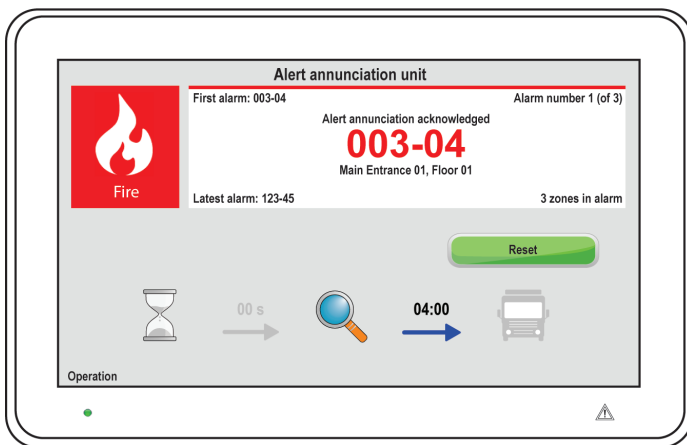 Alert annunciation unit
First alarm: 003-04
Alarm number 1 (of 3)
Alert annunciation acknowledged
003-04
Main Entrance 01, Floor 01
Fire
Latest alarm: 123-45
3 zones in alarm
Reset
00 s
04:00
Operation